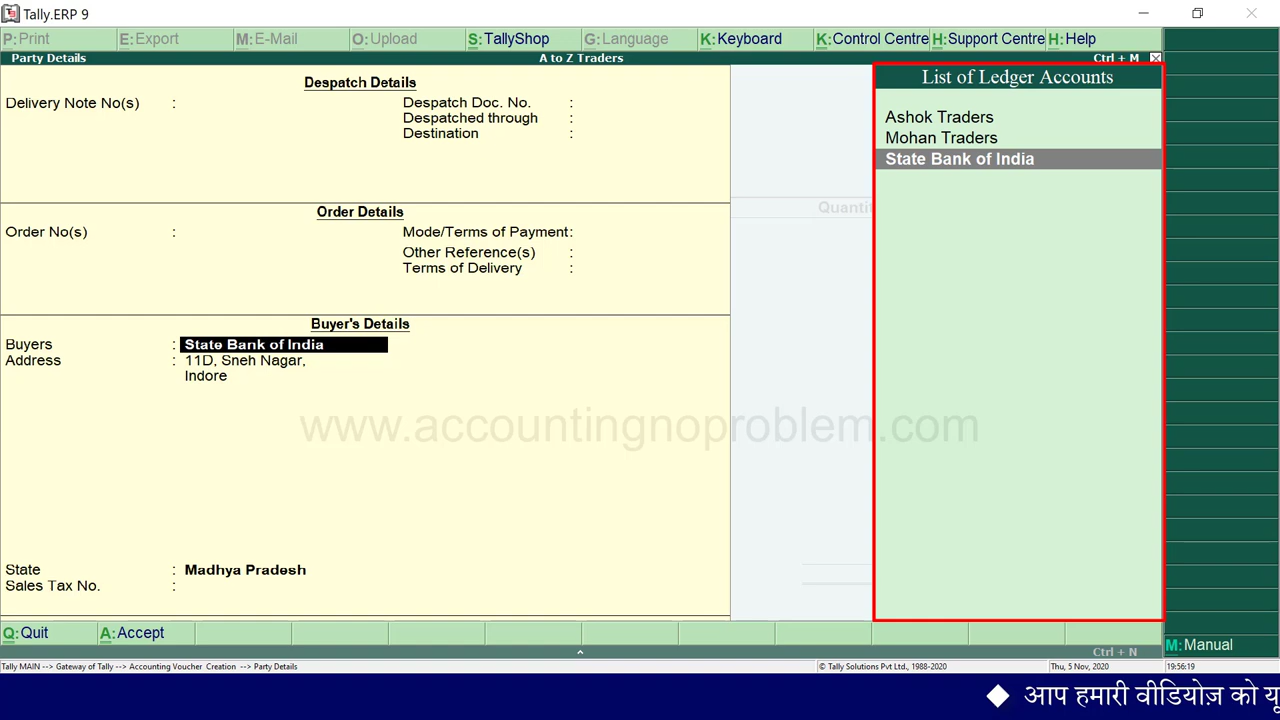 Tally.ERP 9
P:Print E:Export M:E-Mail O:Upload S:TallyShop G:Language K:Keyboard K:Control Centre H:Support Centre H:Help
Party Details A to Z Traders Ctrl + M
Despatch Details
Delivery Note No(s) : Despatch Doc. No. :
Despatched through :
Destination :
Order Details
Order No(s) : Mode/Terms of Payment:
Other Reference(s) :
Terms of Delivery :
Buyer's Details
Buyers : State Bank of India
Address : 11D, Sneh Nagar,
Indore
State : Madhya Pradesh
Sales Tax No. :
List of Ledger Accounts
Ashok Traders
Mohan Traders
State Bank of India
Quantit
www.accountingnoproblem.com
Q:Quit A:Accept
M:Manual
Ctrl + N
Tally MAIN --> Gateway of Tally --> Accounting Voucher Creation --> Party Details © Tally Solutions Pvt Ltd., 1988-2020 Thu, 5 Nov, 2020 19:56:19
◆ आप हमारी वीडियोज़ को यू